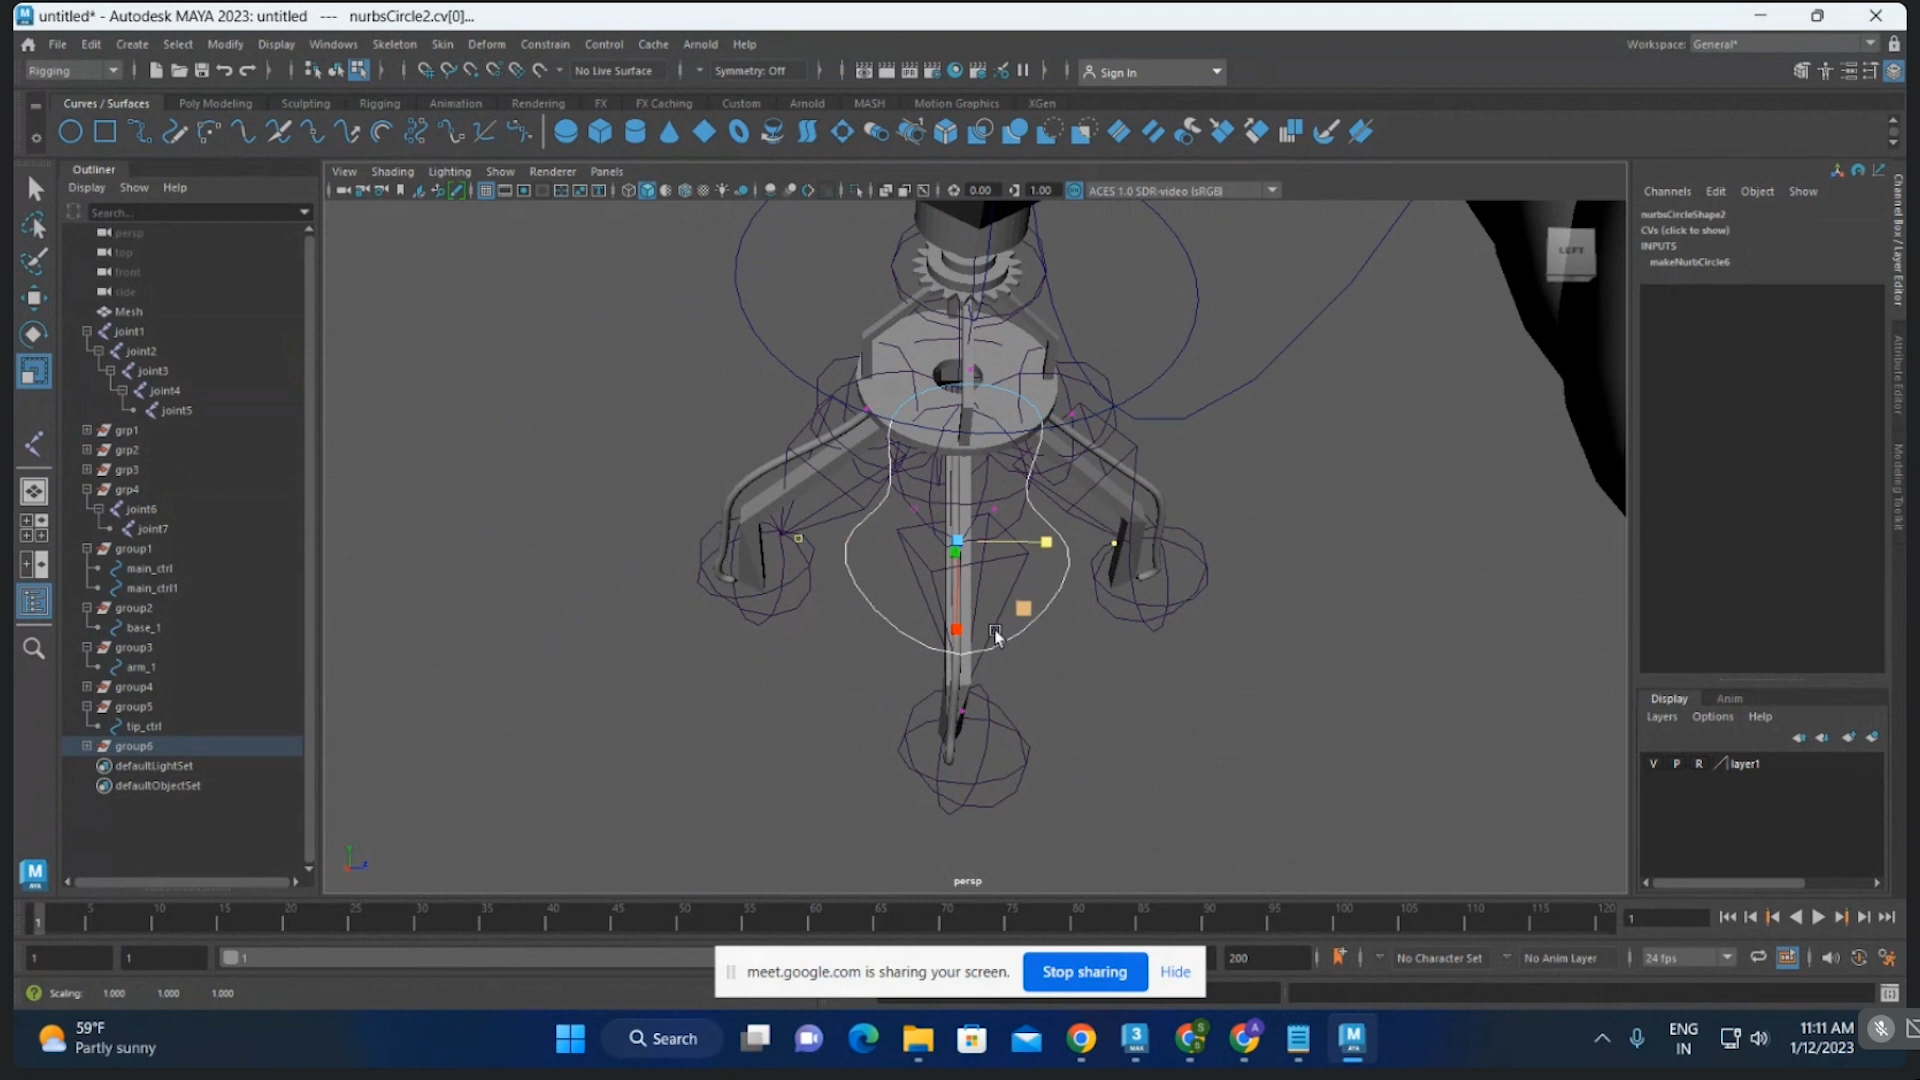 untitled* - Autodesk MAYA 2023: untitled --- nurbsCircle2.cv[0]...
File Edit Create Select Modify Display Windows Skeleton Skin Deform Constrain Control Cache Arnold Help
Workspace: General*
Rigging
No Live Surface
Symmetry: Off
Sign In
Curves / Surfaces Poly Modeling Sculpting Rigging Animation Rendering FX FX Caching Custom Arnold MASH Motion Graphics XGen
Outliner
Display Show Help
Search...
persp
top
front
side
Mesh
joint1
joint2
joint3
joint4
joint5
grp1
grp2
grp3
grp4
joint6
joint7
group1
main_ctrl
main_ctrl1
group2
base_1
group3
arm_1
group4
group5
tip_ctrl
group6
defaultLightSet
defaultObjectSet
View Shading Lighting Show Renderer Panels
0.00 1.00 ACES 1.0 SDR-video (sRGB)
LEFT
persp
Channels Edit Object Show
nurbsCircleShape2
CVs (click to show)
INPUTS
makeNurbCircle6
Channel Box / Layer Editor
Attribute Editor
Modeling Toolkit
Display Anim
Layers Options Help
V P R layer1
1 5 10 15 20 25 30 35 40 45 50 55 60 65 70 75 80 85 90 95 100 105 110 115 120
1
1 1 1
200
No Character Set
No Anim Layer
24 fps
meet.google.com is sharing your screen. Stop sharing Hide
Scaling: 1.000 1.000 1.000
59°F
Partly sunny
Search
ENG
IN
11:11 AM
1/12/2023